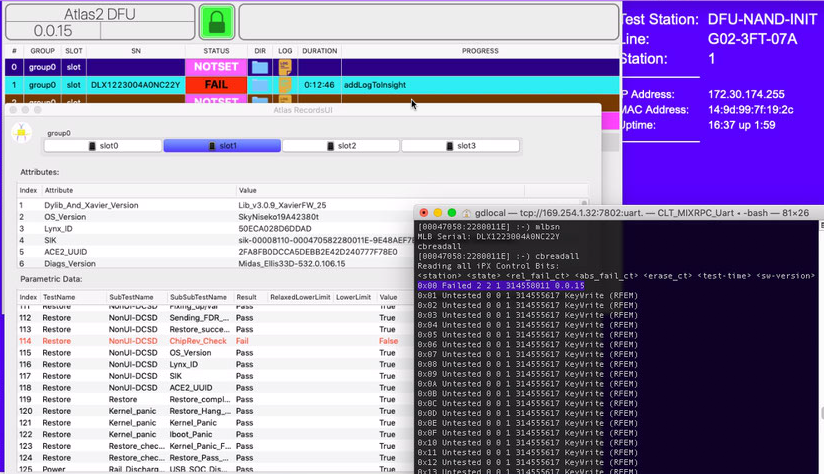 Atlas2 DFU
0.0.15
# GROUP SLOT SN STATUS DIR LOG DURATION PROGRESS
0 group0 slot NOTSET
1 group0 slot DLX1223004A0NC22Y FAIL 0:12:46 addLogToInsight
2 group0 slot NOTSET
Test Station: DFU-NAND-INIT
Line: G02-3FT-07A
Station: 1
IP Address: 172.30.174.255
MAC Address: 14:9d:99:7f:19:2c
Uptime: 16:37 up 1:59
Atlas RecordsUI
group0
slot0 slot1 slot2 slot3
Attributes:
Index Attribute Value
1 Dylib_And_Xavier_Version Lib_v3.0.9_XavierFW_25
2 OS_Version SkyNiseko19A42380t
3 Lynx_ID 50ECA028D6DDAD
4 SIK sik-00008110-000470582280011E-9E48AEF7
5 ACE2_UUID 2FA8FB0DCCA5DEBB2E42D240777F78E0
6 Diags_Version Midas_Ellis33D-532.0.106.15
Parametric Data:
Index TestName SubTestName SubSubTestName Result RelaxedLowerLimit LowerLimit Value
111 Restore NonUI-DCSD Fixing_upyvar Pass True
112 Restore NonUI-DCSD Sending_FDR_... Pass True
113 Restore NonUI-DCSD Restore_succe... Pass True
114 Restore NonUI-DCSD ChipRev_Check Fail False
115 Restore NonUI-DCSD OS_Version Pass True
116 Restore NonUI-DCSD Lynx_ID Pass True
117 Restore NonUI-DCSD SIK Pass True
118 Restore NonUI-DCSD ACE2_UUID Pass True
119 Restore Restore Restore_compl... Pass True
120 Restore Kernel_panic Restore_Hang_... Pass True
121 Restore Kernel_panic Kernel_Panic Pass True
122 Restore Kernel_panic Iboot_Panic Pass True
123 Restore Restore_chec... Kernel_Panic_F... Pass True
124 Restore Restore_chec... Restore_Pass_... Pass True
125 Power Rail_Discharg... USB_SOC_Dis... Pass True
gdlocal — tcp://169.254.1.32:7802:uart. — CLT_MIXRPC_Uart • -bash — 81×26
[00047058:2280011E] :-) mlbsn
MLB Serial: DLX1223004A0NC22Y
cbreadall
[00047058:2280011E] :-) cbreadall
Reading all iFX Control Bits:
<station> <state> <rel_fail_ct> <abs_fail_ct> <erase_ct> <test-time> <sw-version>
0x00 Failed 2 2 1 314558011 0.0.15
0x01 Untested 0 0 1 314555617 KeyWrite (RFEM)
0x02 Untested 0 0 1 314555617 KeyWrite (RFEM)
0x03 Untested 0 0 1 314555617 KeyWrite (RFEM)
0x04 Untested 0 0 1 314555617 KeyWrite (RFEM)
0x05 Untested 0 0 1 314555617 KeyWrite (RFEM)
0x06 Untested 0 0 1 314555617 KeyWrite (RFEM)
0x07 Untested 0 0 1 314555617 KeyWrite (RFEM)
0x08 Untested 0 0 1 314555617 KeyWrite (RFEM)
0x09 Untested 0 0 1 314555617 KeyWrite (RFEM)
0x0A Untested 0 0 1 314555617 KeyWrite (RFEM)
0x0B Untested 0 0 1 314555617 KeyWrite (RFEM)
0x0C Untested 0 0 1 314555617 KeyWrite (RFEM)
0x0D Untested 0 0 1 314555617 KeyWrite (RFEM)
0x0E Untested 0 0 1 314555617 KeyWrite (RFEM)
0x0F Untested 0 0 1 314555617 KeyWrite (RFEM)
0x10 Untested 0 0 1 314555617 KeyWrite (RFEM)
0x11 Untested 0 0 1 314555617 KeyWrite (RFEM)
0x12 Untested 0 0 1 314555617 KeyWrite (RFEM)
0x13 Untested 0 0 1 314555617 KeyWrite (RFEM)